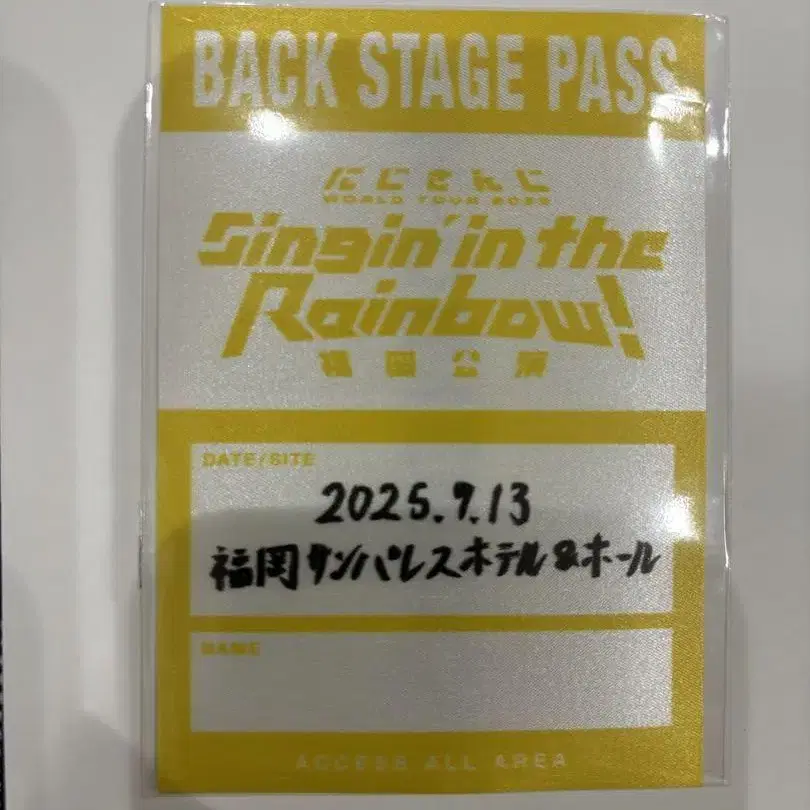 BACK STAGE PASS
にじさんじ
WORLD TOUR 2025
Singin' in the
Rainbow!
福岡公演
DATE/SITE
2025.9.13
福岡サンパレスホテル&ホール
NAME
ACCESS ALL AREA